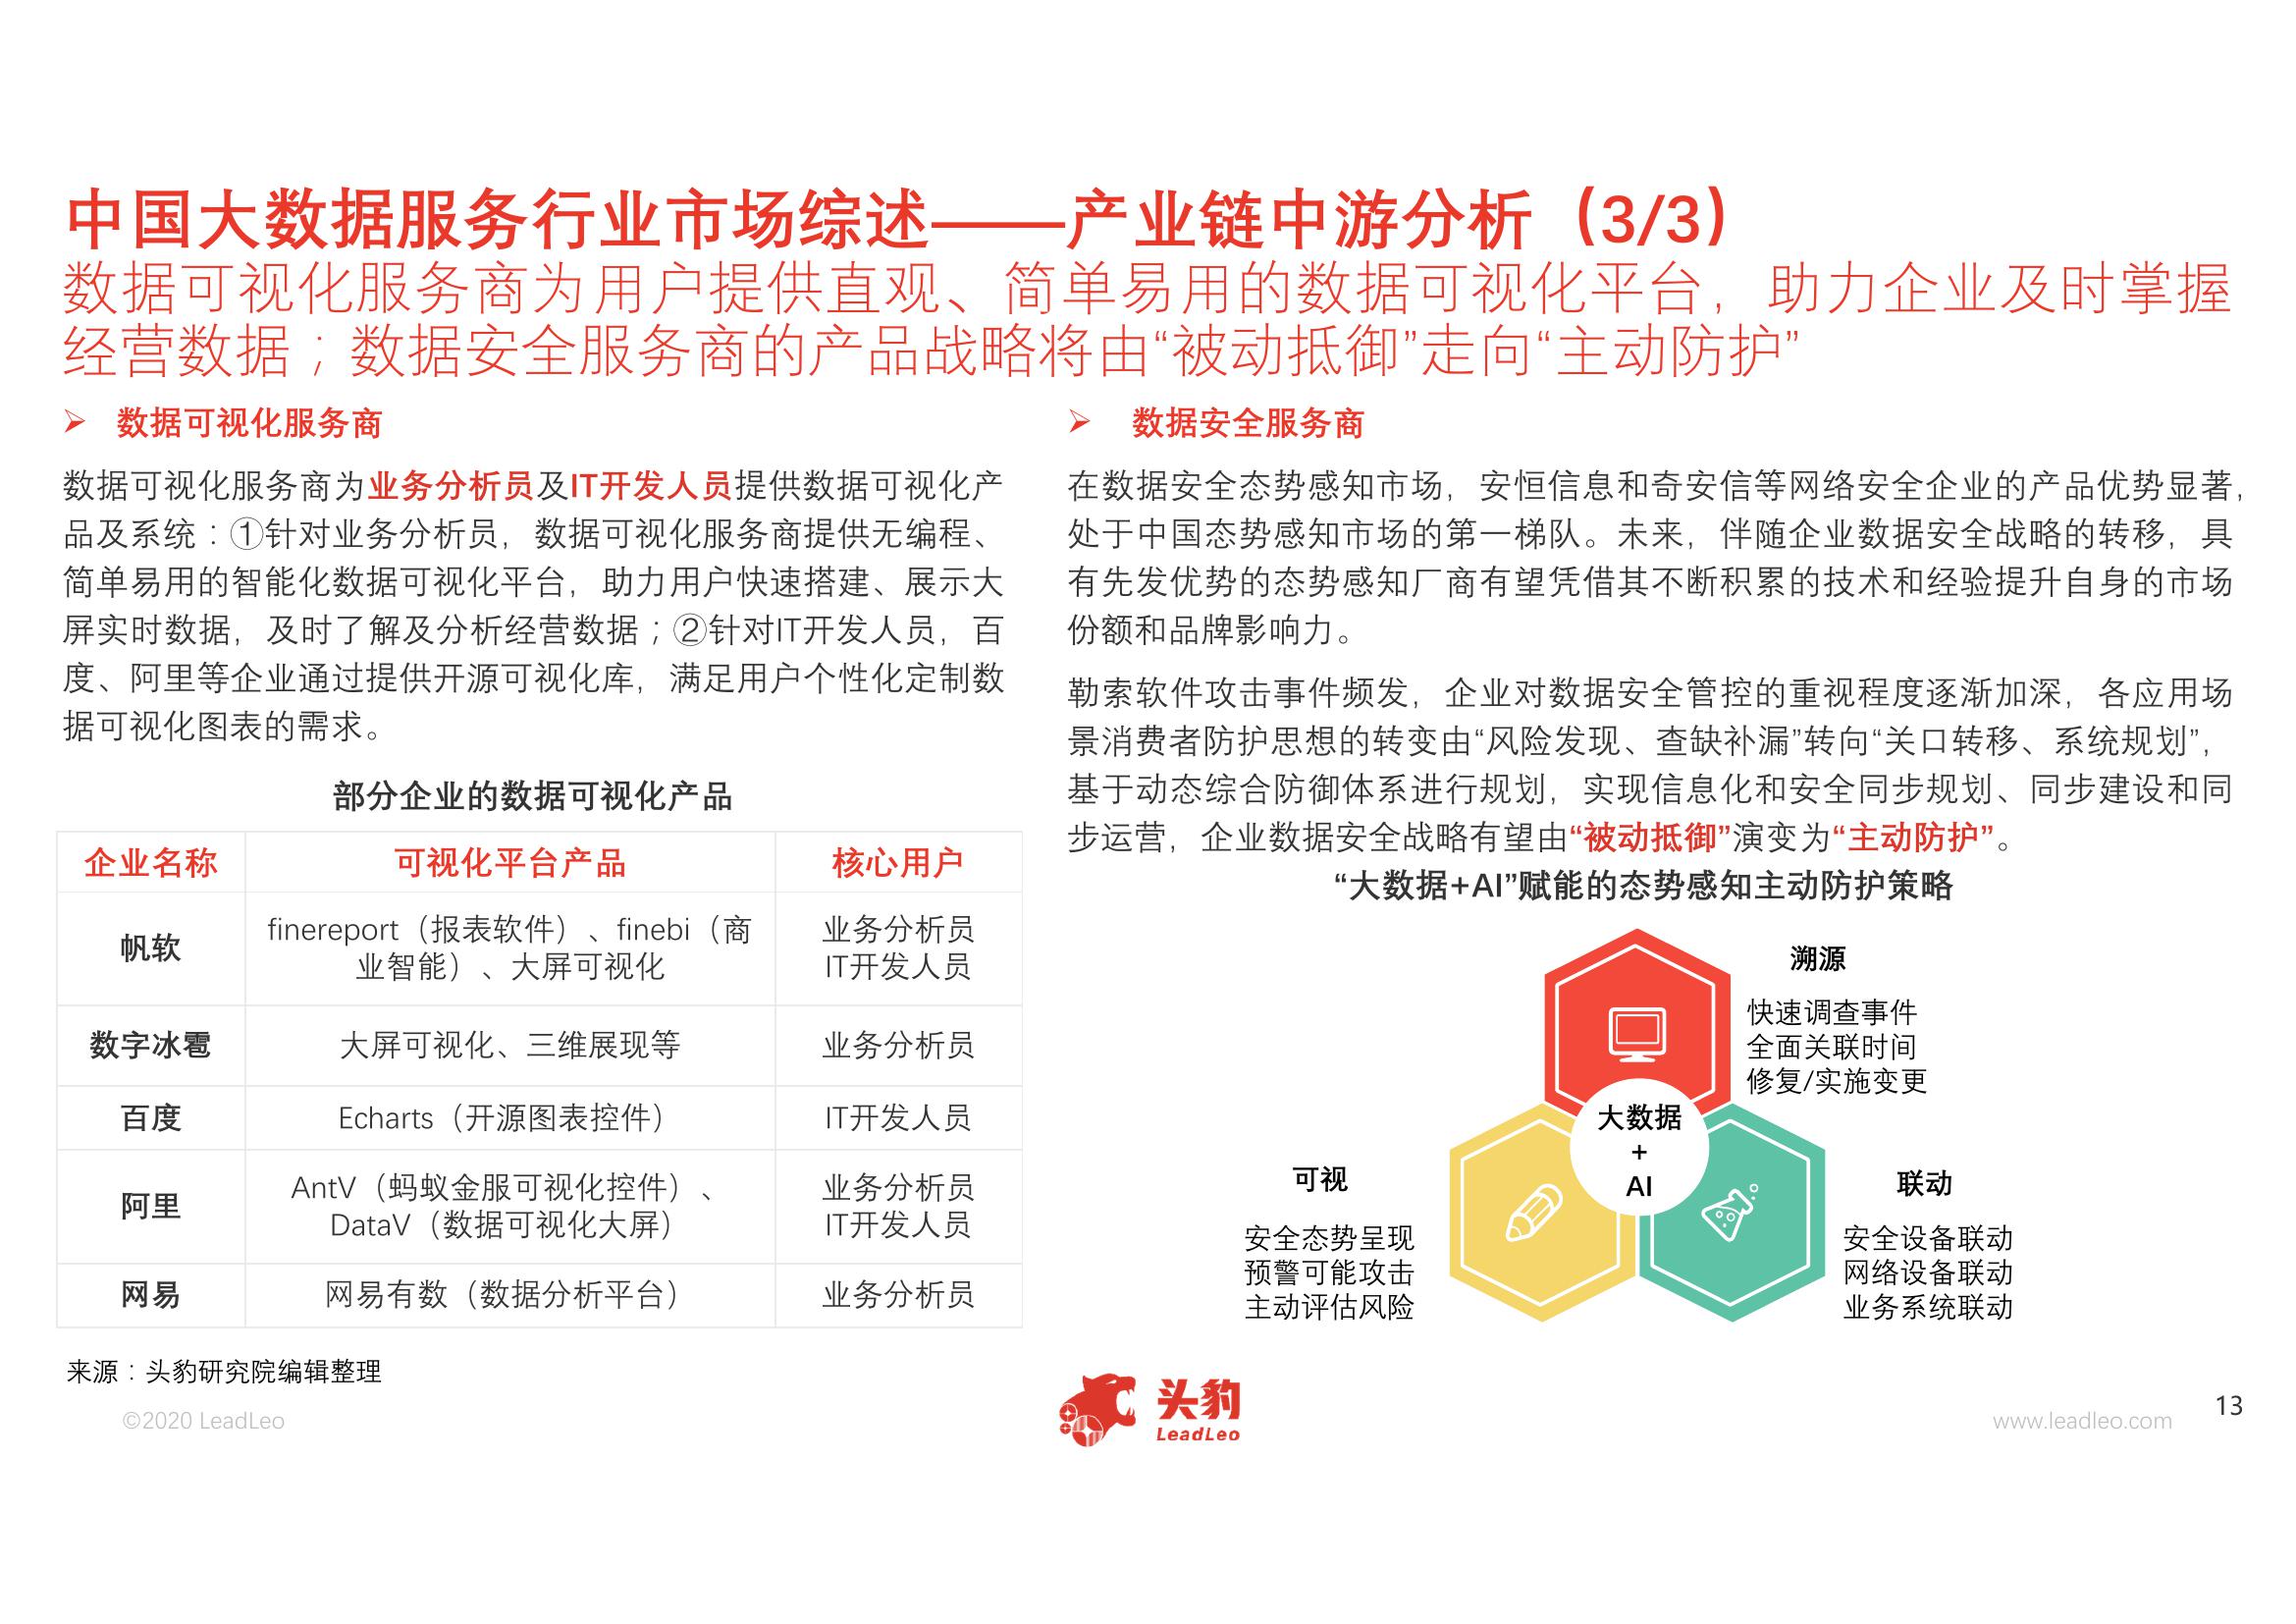 中国大数据服务行业市场综述——产业链中游分析（3/3）
数据可视化服务商为用户提供直观、简单易用的数据可视化平台，助力企业及时掌握
经营数据；数据安全服务商的产品战略将由“被动抵御”走向“主动防护”
➢ 数据可视化服务商
数据可视化服务商为业务分析员及IT开发人员提供数据可视化产
品及系统：①针对业务分析员，数据可视化服务商提供无编程、
简单易用的智能化数据可视化平台，助力用户快速搭建、展示大
屏实时数据，及时了解及分析经营数据；②针对IT开发人员，百
度、阿里等企业通过提供开源可视化库，满足用户个性化定制数
据可视化图表的需求。
部分企业的数据可视化产品
企业名称 可视化平台产品 核心用户
帆软 finereport（报表软件）、finebi（商
业智能）、大屏可视化 业务分析员
IT开发人员
数字冰雹 大屏可视化、三维展现等 业务分析员
百度 Echarts（开源图表控件） IT开发人员
阿里 AntV（蚂蚁金服可视化控件）、
DataV（数据可视化大屏） 业务分析员
IT开发人员
网易 网易有数（数据分析平台） 业务分析员
➢ 数据安全服务商
在数据安全态势感知市场，安恒信息和奇安信等网络安全企业的产品优势显著，
处于中国态势感知市场的第一梯队。未来，伴随企业数据安全战略的转移，具
有先发优势的态势感知厂商有望凭借其不断积累的技术和经验提升自身的市场
份额和品牌影响力。
勒索软件攻击事件频发，企业对数据安全管控的重视程度逐渐加深，各应用场
景消费者防护思想的转变由“风险发现、查缺补漏”转向“关口转移、系统规划”，
基于动态综合防御体系进行规划，实现信息化和安全同步规划、同步建设和同
步运营，企业数据安全战略有望由“被动抵御”演变为“主动防护”。
“大数据+AI”赋能的态势感知主动防护策略
溯源
快速调查事件
全面关联时间
修复/实施变更
大数据
+
AI
可视
安全态势呈现
预警可能攻击
主动评估风险
联动
安全设备联动
网络设备联动
业务系统联动
来源：头豹研究院编辑整理
©2020 LeadLeo
头豹
LeadLeo
www.leadleo.com
13